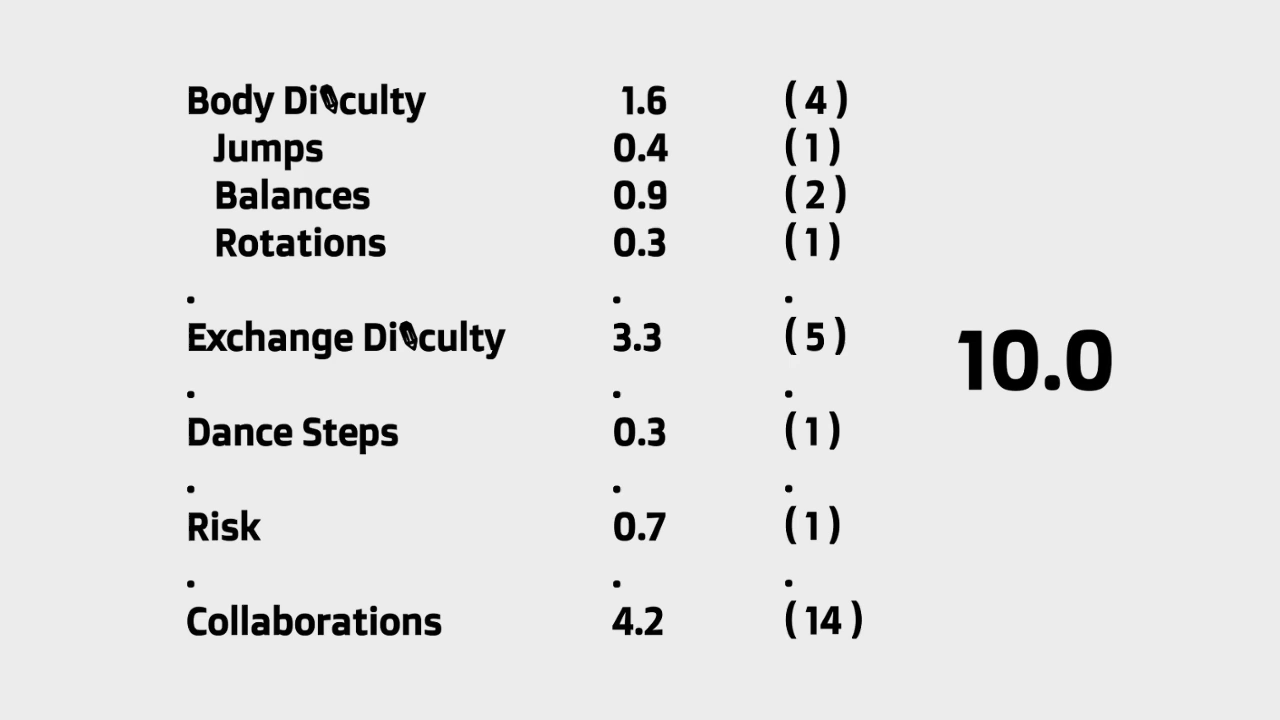 Body Di✎culty 1.6 ( 4 )
Jumps 0.4 ( 1 )
Balances 0.9 ( 2 )
Rotations 0.3 ( 1 )
. . .
Exchange Di✎culty 3.3 ( 5 )
. . .
Dance Steps 0.3 ( 1 )
. . .
Risk 0.7 ( 1 )
. . .
Collaborations 4.2 ( 14 )
10.0